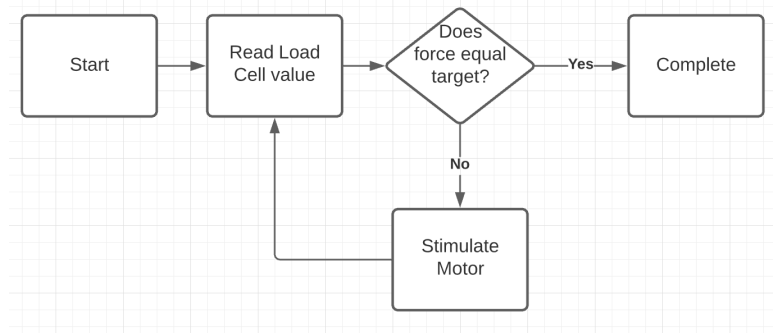 Start
Read Load
Cell value
Does
force equal
target?
Yes
Complete
No
Stimulate
Motor